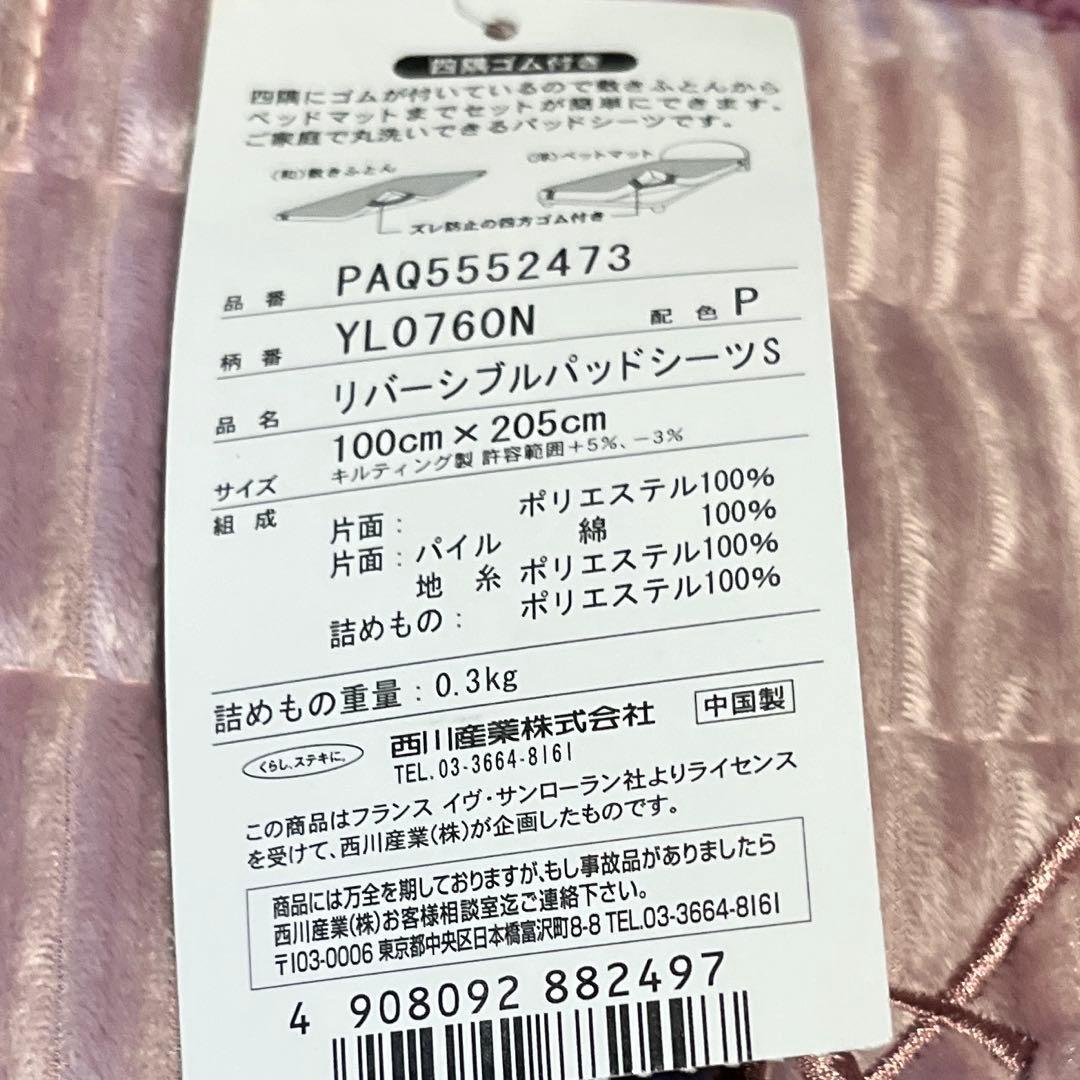 四隅ゴム付き
四隅にゴムが付いているので敷きふとんから
ベッドマットまでセットが簡単にできます。
ご家庭で丸洗いできるパッドシーツです。
(和)敷きふとん
(洋)ベットマット
ズレ防止の四方ゴム付き
品番 PAQ5552473
柄番 YL0760N 配色 P
品名 リバーシブルパッドシーツS
サイズ 100cm×205cm
キルティング製 許容範囲+5%、-3%
組成 片面: ポリエステル100%
片面:パイル 綿 100%
地糸 ポリエステル100%
詰めもの: ポリエステル100%
詰めもの重量:0.3kg
くらし、ステキに。
西川産業株式会社 中国製
TEL.03-3664-8161
この商品はフランス イヴ・サンローラン社よりライセンス
を受けて、西川産業(株)が企画したものです。
商品には万全を期しておりますが、もし事故品がありましたら
西川産業(株)お客様相談室迄ご連絡下さい。
〒103-0006 東京都中央区日本橋富沢町8-8 TEL.03-3664-8161
4 908092 882497